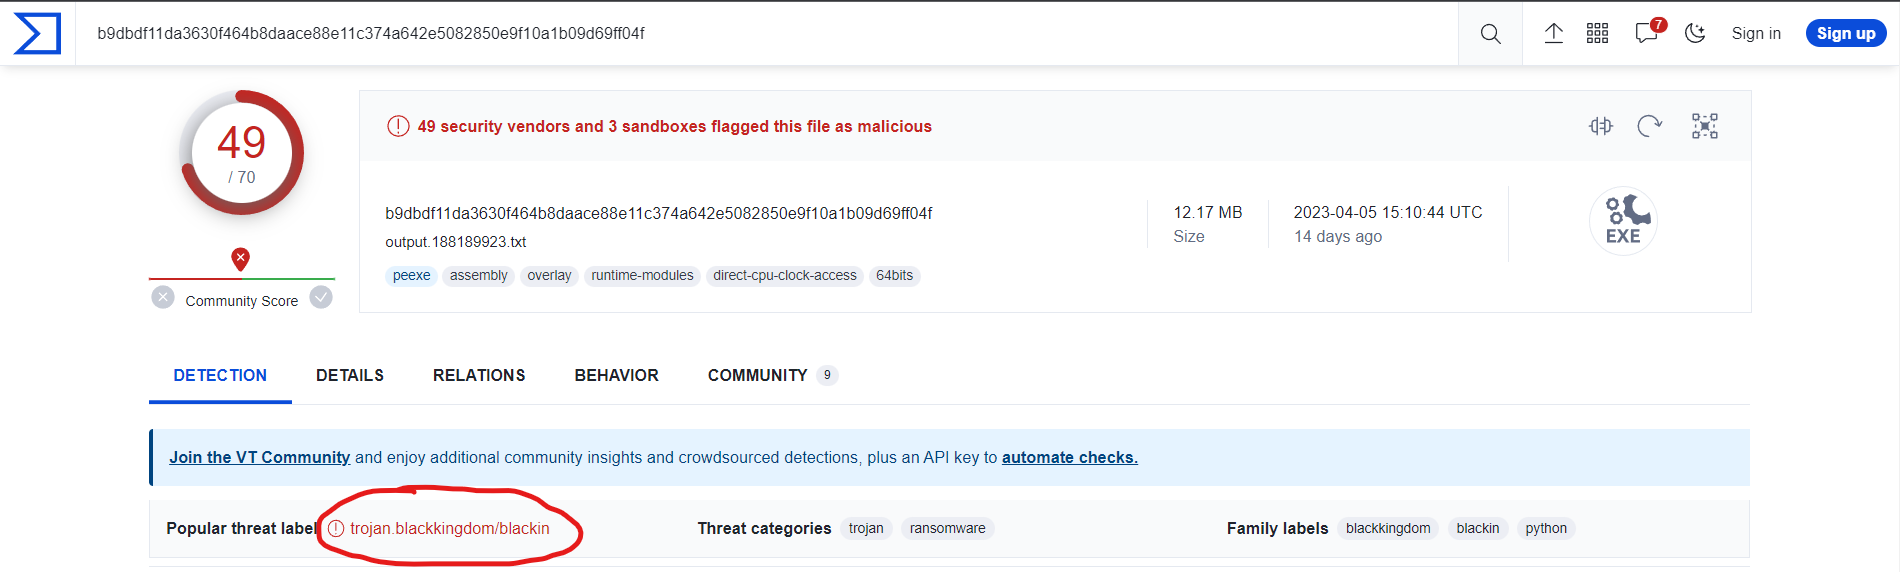 b9dbdf11da3630f464b8daace88e11c374a642e5082850e9f10a1b09d69ff04f
7
Sign in
Sign up
49
/ 70
Community Score
49 security vendors and 3 sandboxes flagged this file as malicious
b9dbdf11da3630f464b8daace88e11c374a642e5082850e9f10a1b09d69ff04f
output.188189923.txt
peexe assembly overlay runtime-modules direct-cpu-clock-access 64bits
12.17 MB
Size
2023-04-05 15:10:44 UTC
14 days ago
EXE
DETECTION DETAILS RELATIONS BEHAVIOR COMMUNITY 9
Join the VT Community and enjoy additional community insights and crowdsourced detections, plus an API key to automate checks.
Popular threat label trojan.blackkingdom/blackin Threat categories trojan ransomware Family labels blackkingdom blackin python